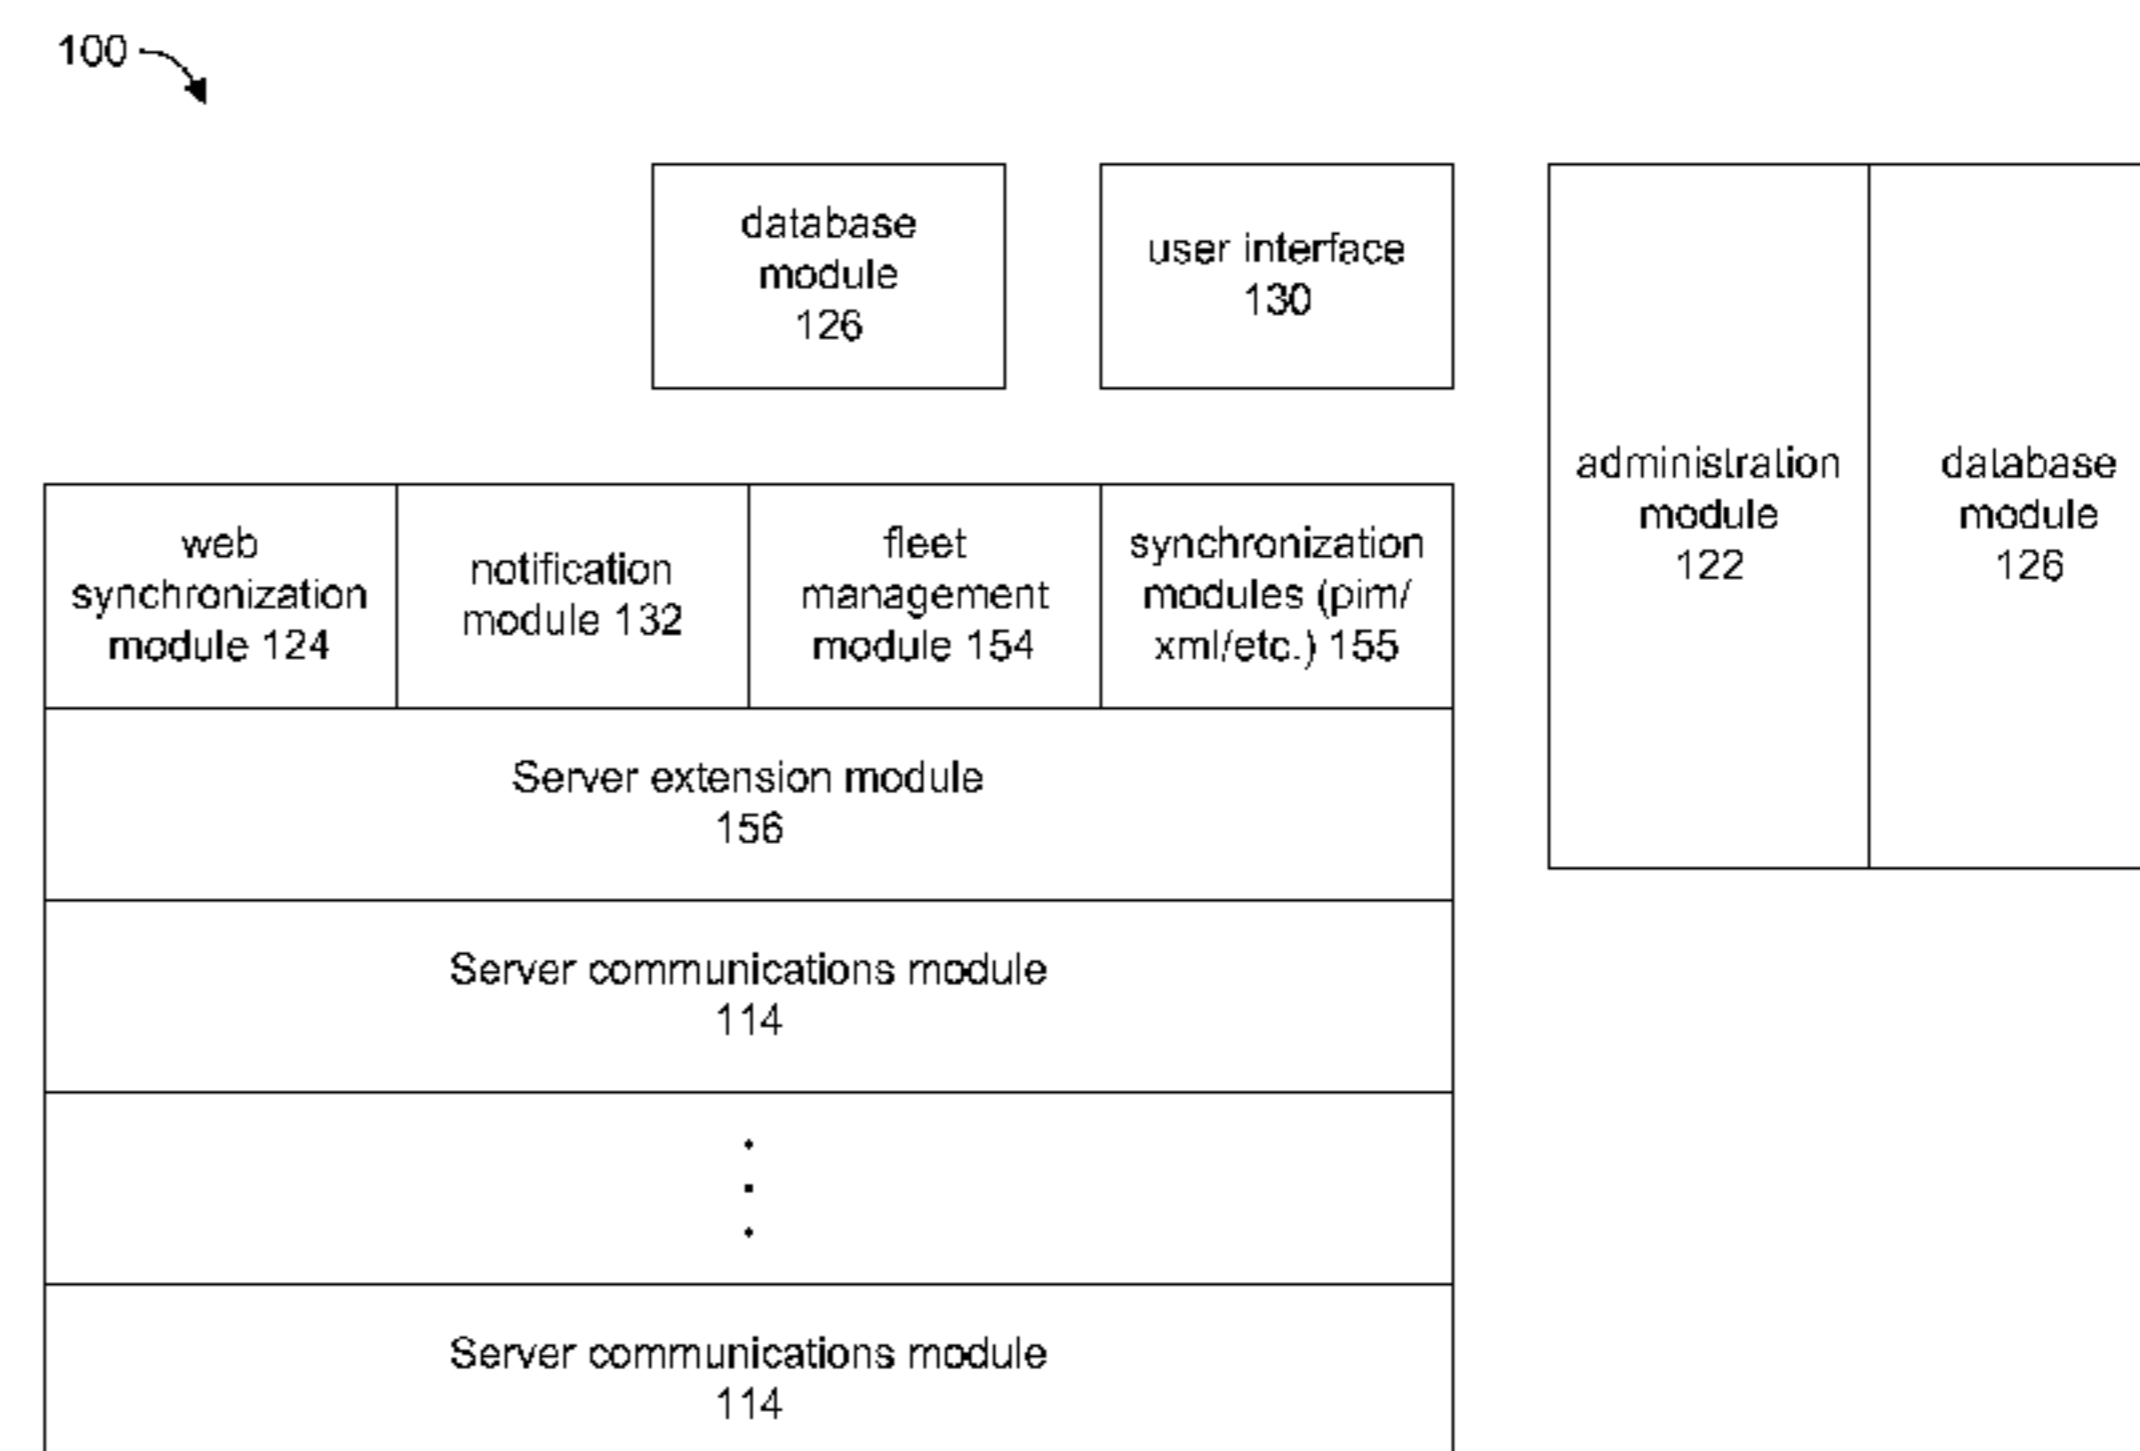 100
database
module
126
user interface
130
administration
module
122
database
module
126
web
synchronization
module 124
notification
module 132
fleet
management
module 154
synchronization
modules (pim/
xml/etc.) 155
Server extension module
156
Server communications module
114
Server communications module
114